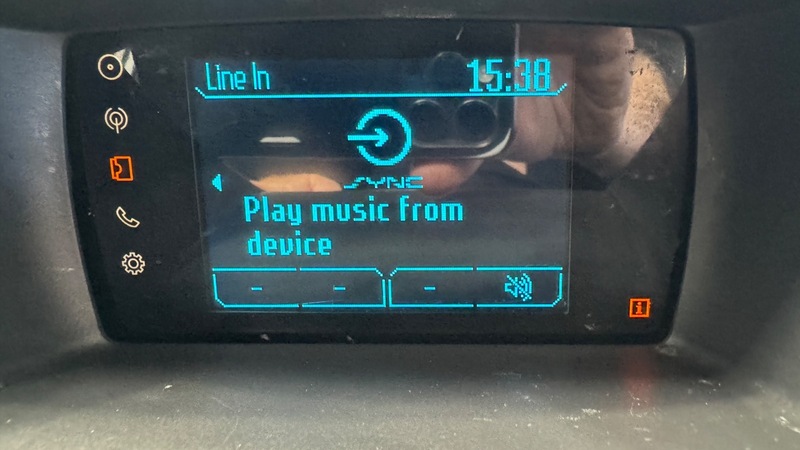 Line In
15:38
SYNC
Play music from
device
- - -
i